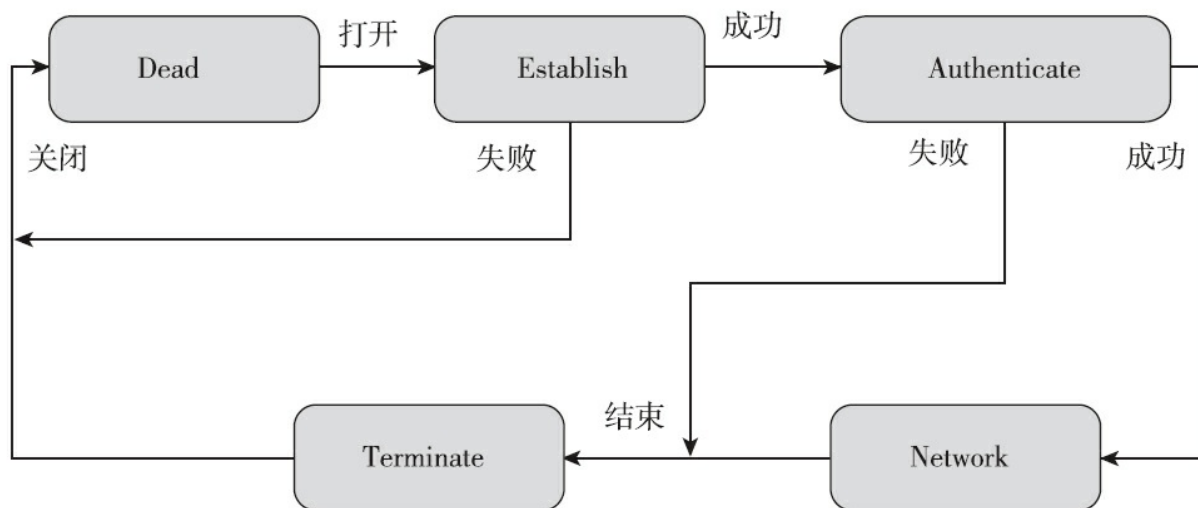 Dead
打开
Establish
成功
Authenticate
关闭
失败
失败
成功
Terminate
结束
Network